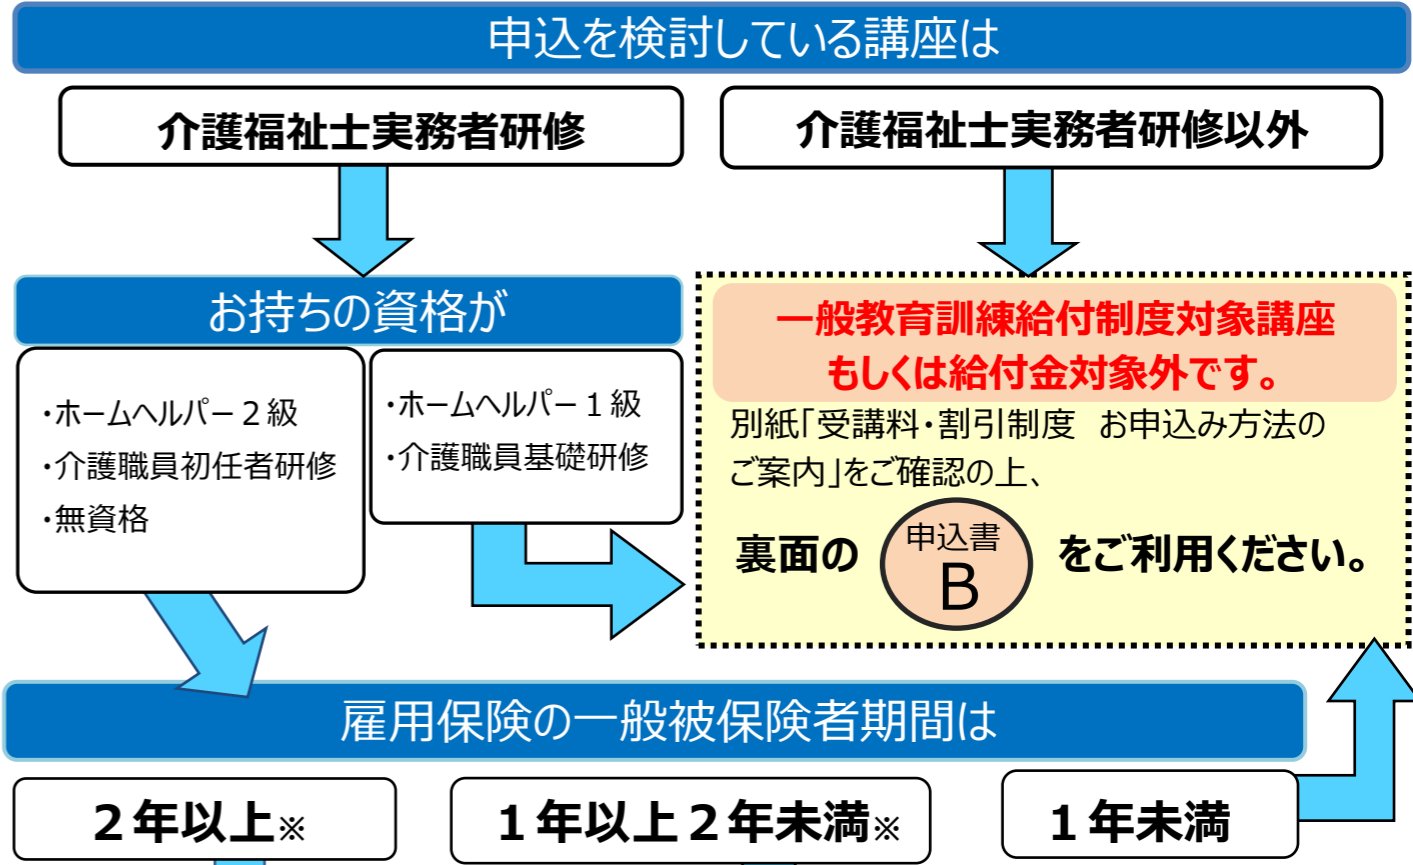 申込を検討している講座は
介護福祉士実務者研修
介護福祉士実務者研修以外
お持ちの資格が
・ホームヘルパー２級
・介護職員初任者研修
・無資格
・ホームヘルパー１級
・介護職員基礎研修
一般教育訓練給付制度対象講座
もしくは給付金対象外です。
別紙「受講料・割引制度　お申込み方法の
ご案内」をご確認の上、
裏面の 申込書 B をご利用ください。
雇用保険の一般被保険者期間は
２年以上※
１年以上２年未満※
１年未満